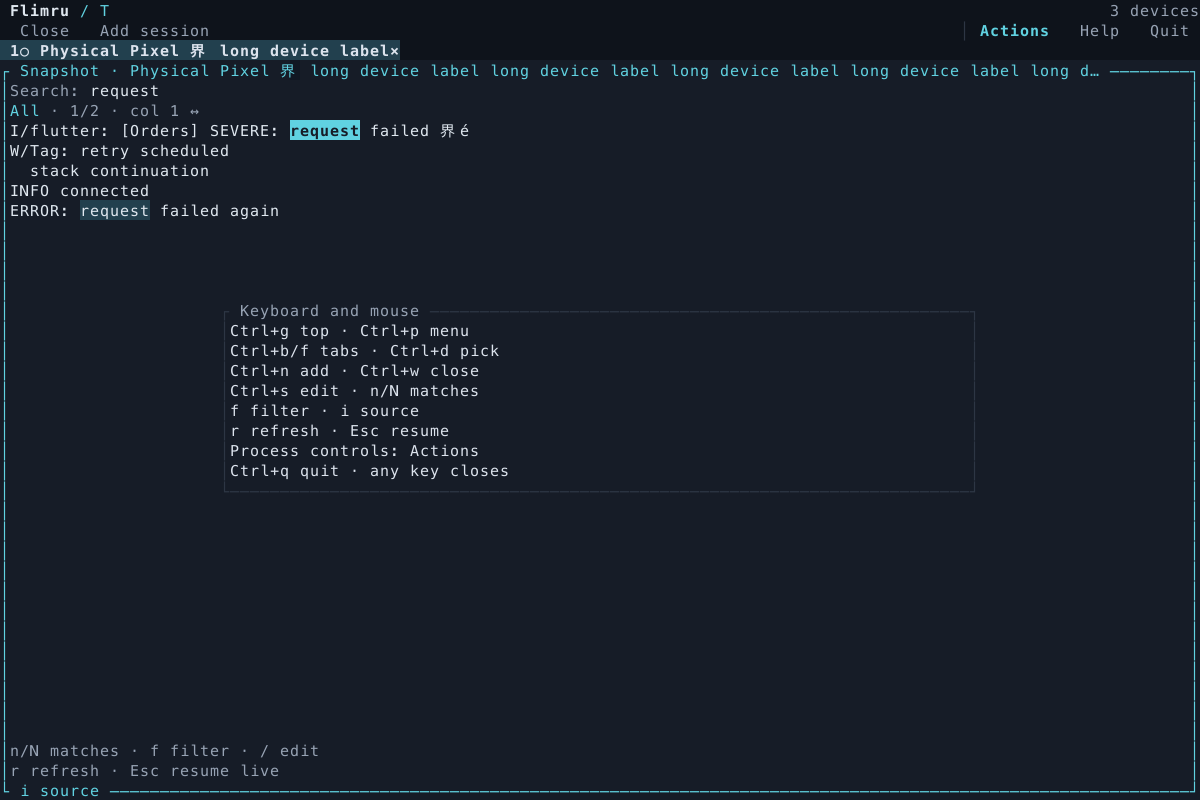 Flimru / T
3 devices
Close Add session
Actions Help Quit
1○ Physical Pixel 界 long device label×
Snapshot · Physical Pixel 界 long device label long device label long device label long device label long d…
Search: request
All · 1/2 · col 1 ↔
I/flutter: [Orders] SEVERE: request failed 界é
W/Tag: retry scheduled
stack continuation
INFO connected
ERROR: request failed again
Keyboard and mouse
Ctrl+g top · Ctrl+p menu
Ctrl+b/f tabs · Ctrl+d pick
Ctrl+n add · Ctrl+w close
Ctrl+s edit · n/N matches
f filter · i source
r refresh · Esc resume
Process controls: Actions
Ctrl+q quit · any key closes
n/N matches · f filter · / edit
r refresh · Esc resume live
i source